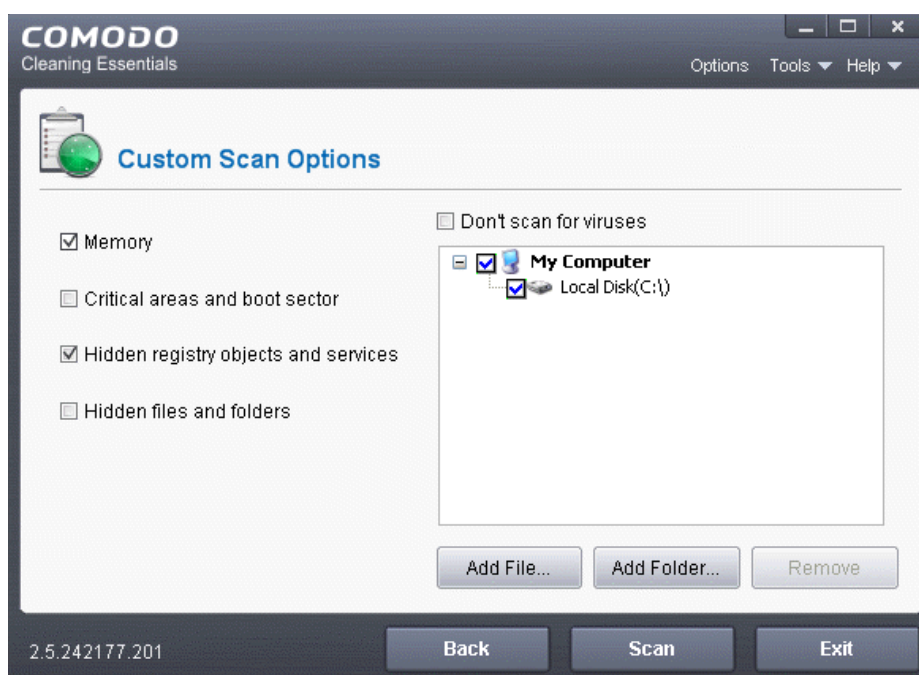 COMODO
Cleaning Essentials
Options Tools Help
Custom Scan Options
Memory
Critical areas and boot sector
Hidden registry objects and services
Hidden files and folders
Don't scan for viruses
My Computer
Local Disk(C:\)
Add File... Add Folder... Remove
2.5.242177.201
Back Scan Exit